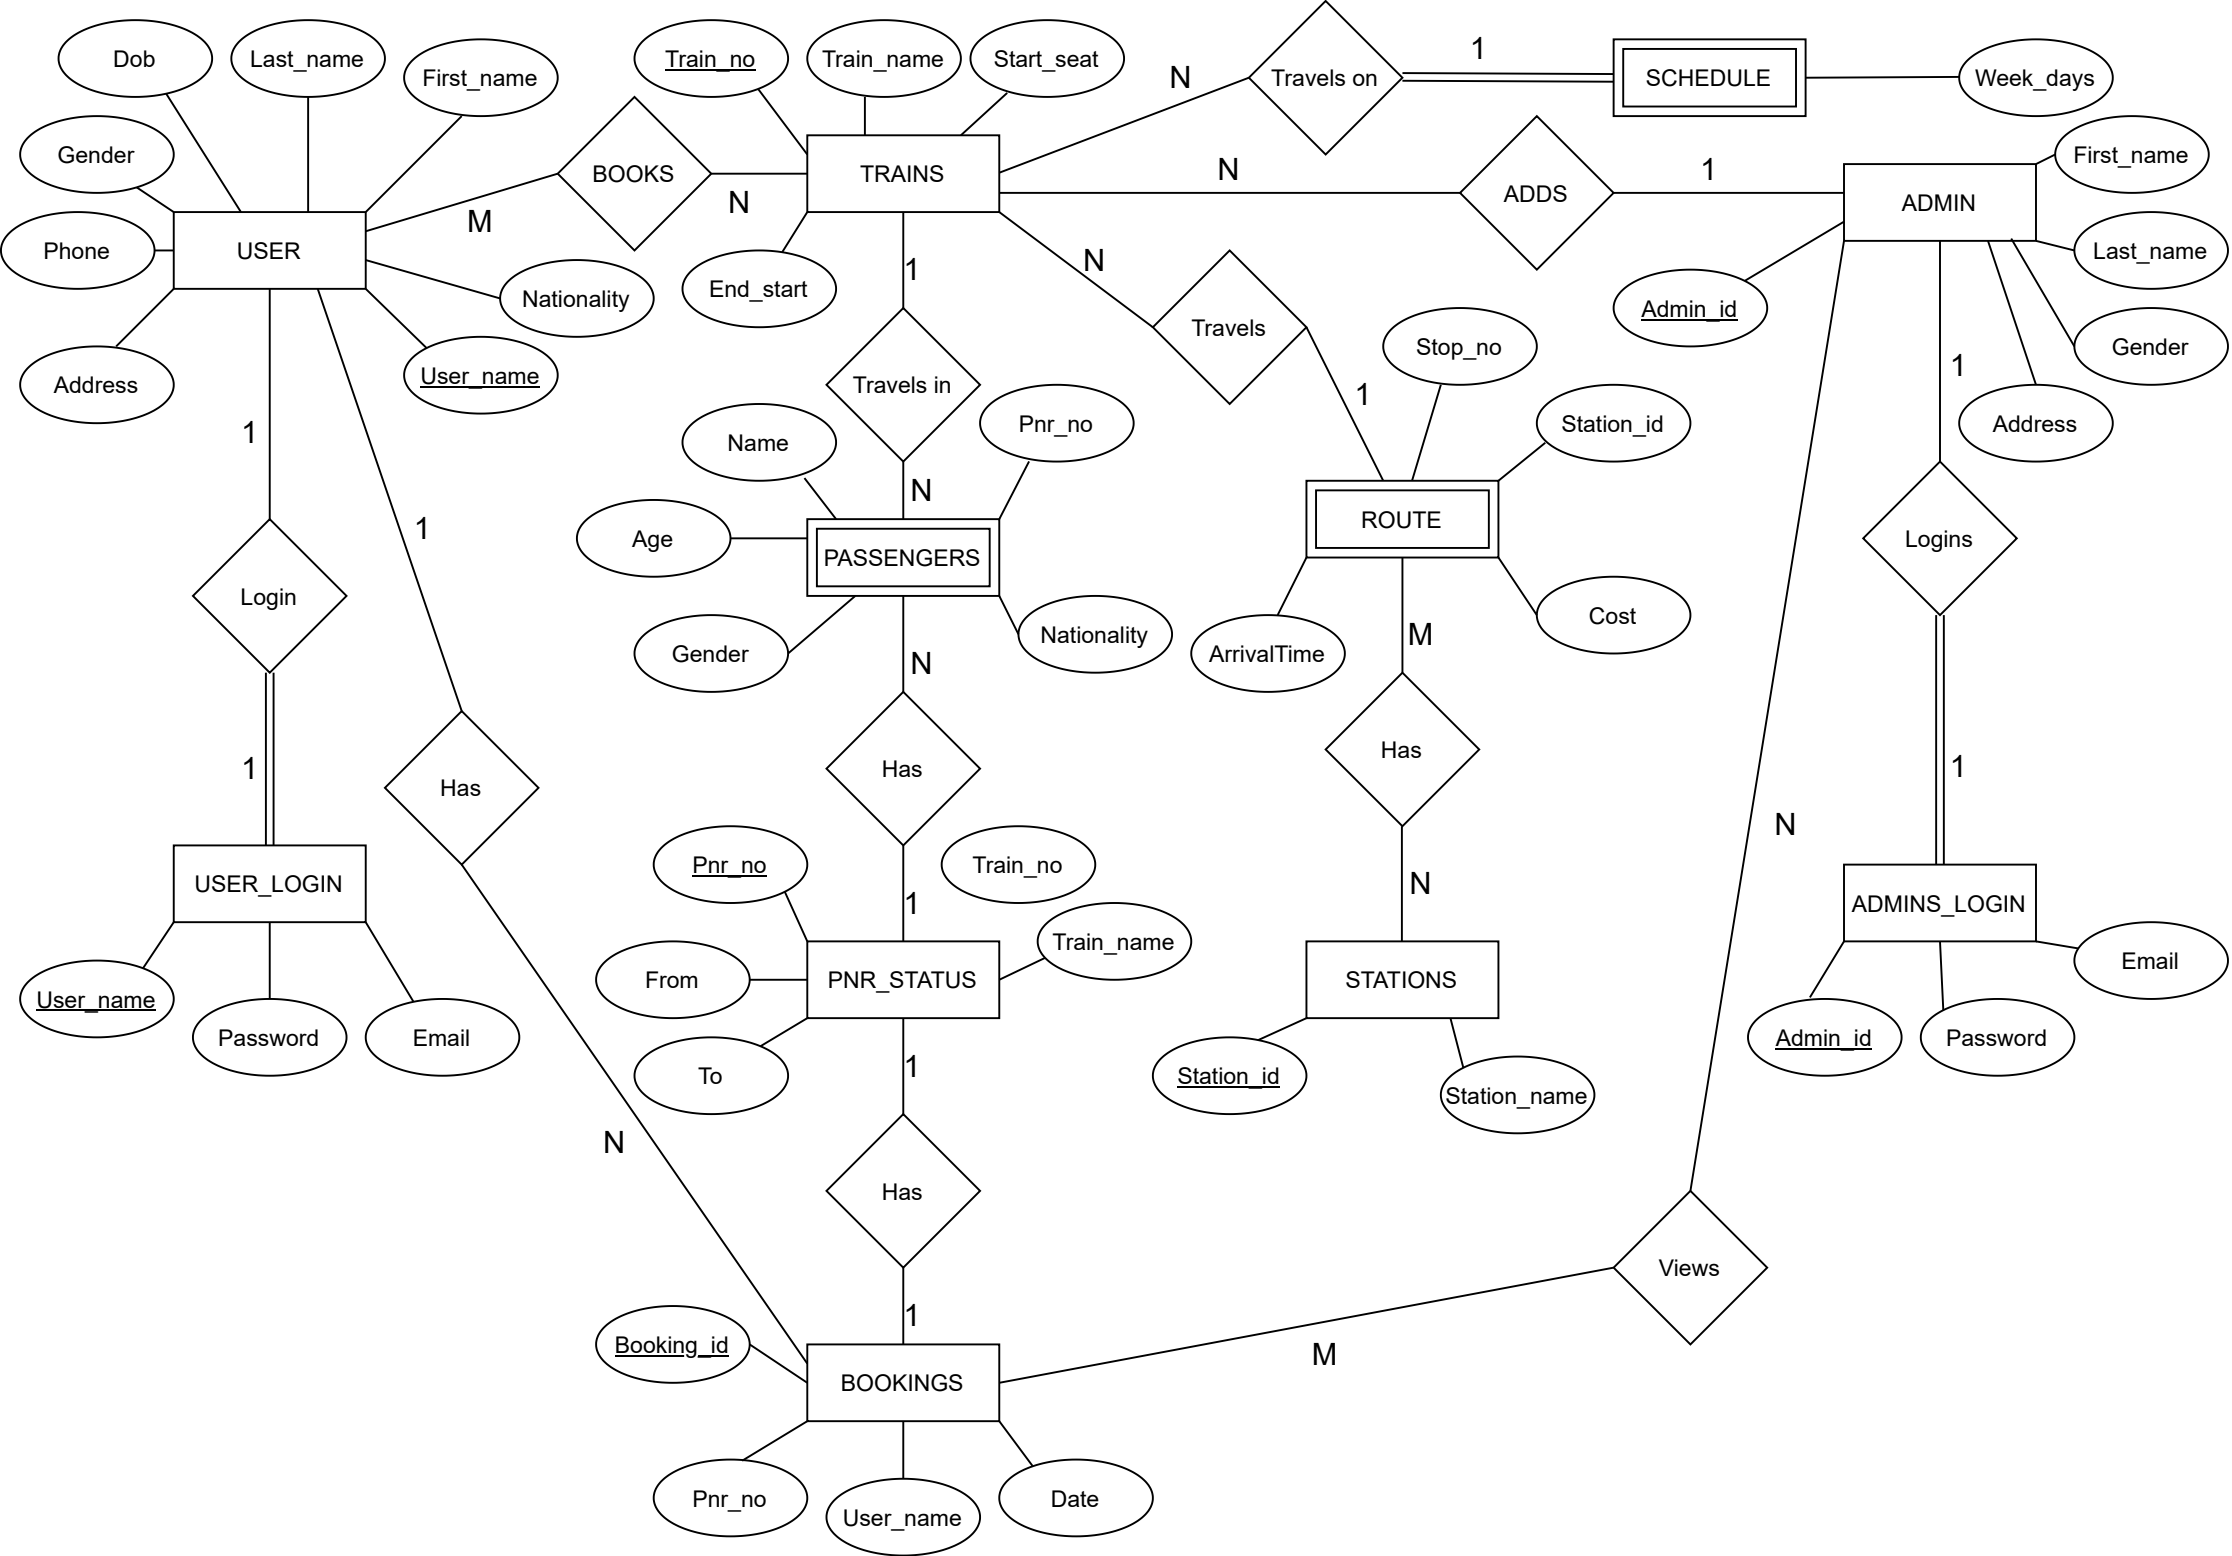 Dob
Last_name
First_name
Train_no
Train_name
Start_seat
N
Travels on
1
SCHEDULE
Week_days
Gender
BOOKS
TRAINS
N
ADDS
1
ADMIN
First_name
M
N
Phone
USER
Nationality
End_start
1
N
Last_name
Admin_id
Gender
Address
User_name
Travels in
Travels
Stop_no
1
1
Address
1
Name
Pnr_no
Station_id
N
1
Age
PASSENGERS
ROUTE
Logins
Login
Gender
N
Nationality
ArrivalTime
M
Cost
1
Has
Has
Has
1
N
USER_LOGIN
Pnr_no
Train_no
N
1
ADMINS_LOGIN
Train_name
User_name
Password
Email
From
PNR_STATUS
STATIONS
Email
To
1
Station_id
Station_name
Admin_id
Password
N
Has
Views
1
Booking_id
BOOKINGS
M
Pnr_no
User_name
Date